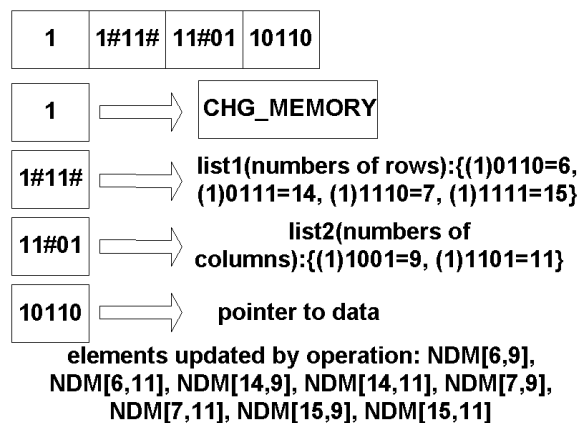 1 1#11# 11#01 10110
1 CHG_MEMORY
1#11# list1(numbers of rows):{(1)0110=6,
(1)0111=14, (1)1110=7, (1)1111=15}
11#01 list2(numbers of
columns):{(1)1001=9, (1)1101=11}
10110 pointer to data
elements updated by operation: NDM[6,9],
NDM[6,11], NDM[14,9], NDM[14,11], NDM[7,9],
NDM[7,11], NDM[15,9], NDM[15,11]